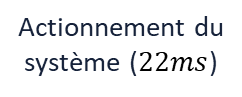 Actionnement du
système (22ms)